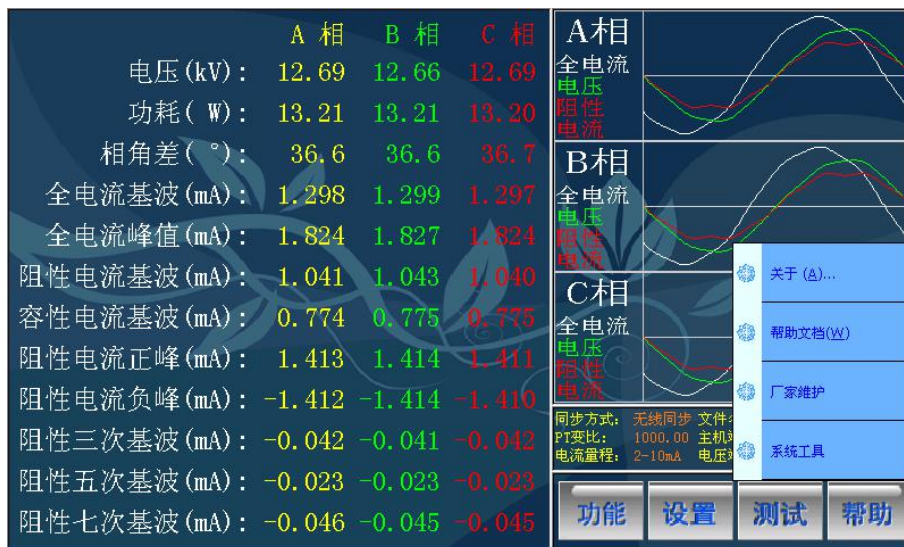 A 相 B 相 C 相
电压(kV): 12.69 12.66 12.69
功耗( W): 13.21 13.21 13.20
相角差( °): 36.6 36.6 36.7
全电流基波(mA): 1.298 1.299 1.297
全电流峰值(mA): 1.824 1.827 1.824
阻性电流基波(mA): 1.041 1.043 1.040
容性电流基波(mA): 0.774 0.775 0.775
阻性电流正峰(mA): 1.413 1.414 1.411
阻性电流负峰(mA): -1.412 -1.414 -1.410
阻性三次基波(mA): -0.042 -0.041 -0.042
阻性五次基波(mA): -0.023 -0.023 -0.023
阻性七次基波(mA): -0.046 -0.045 -0.045
A相
全电流
电压
阻性
电流
B相
全电流
电压
阻性
电流
C相
全电流
电压
阻性
电流
同步方式: 无线同步 文件
PT变比: 1000.00 主机
电流量程: 2-10mA 电压
关于 (A)...
帮助文档(W)
厂家维护
系统工具
功能 设置 测试 帮助